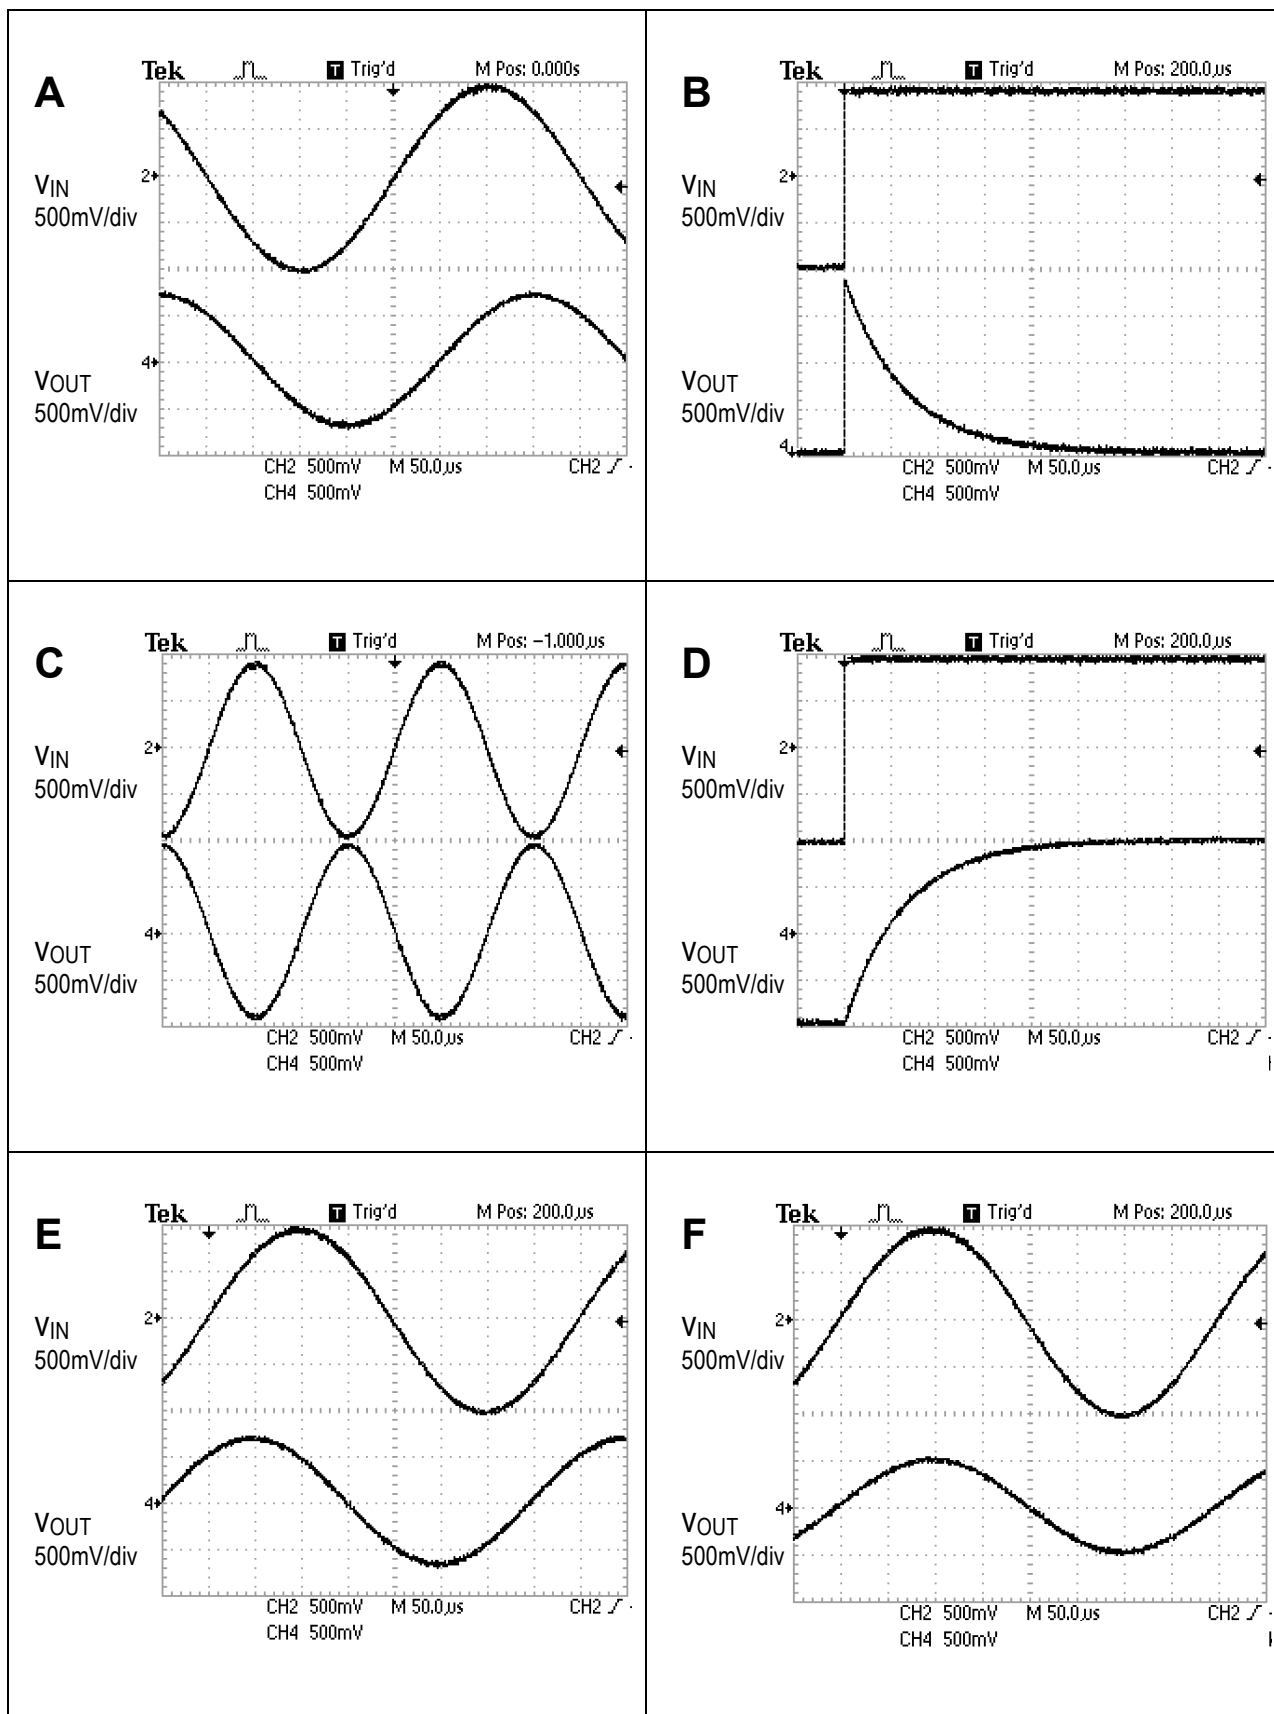 A
Tek Trig'd M Pos: 0.000s
2
VIN
500mV/div
4
VOUT
500mV/div
CH2 500mV M 50.0µs CH2
CH4 500mV
B
Tek Trig'd M Pos: 200.0µs
2
VIN
500mV/div
4
VOUT
500mV/div
CH2 500mV M 50.0µs CH2
CH4 500mV
C
Tek Trig'd M Pos: -1.000µs
2
VIN
500mV/div
4
VOUT
500mV/div
CH2 500mV M 50.0µs CH2
CH4 500mV
D
Tek Trig'd M Pos: 200.0µs
2
VIN
500mV/div
4
VOUT
500mV/div
CH2 500mV M 50.0µs CH2
CH4 500mV
E
Tek Trig'd M Pos: 200.0µs
2
VIN
500mV/div
4
VOUT
500mV/div
CH2 500mV M 50.0µs CH2
CH4 500mV
F
Tek Trig'd M Pos: 200.0µs
2
VIN
500mV/div
4
VOUT
500mV/div
CH2 500mV M 50.0µs CH2
CH4 500mV